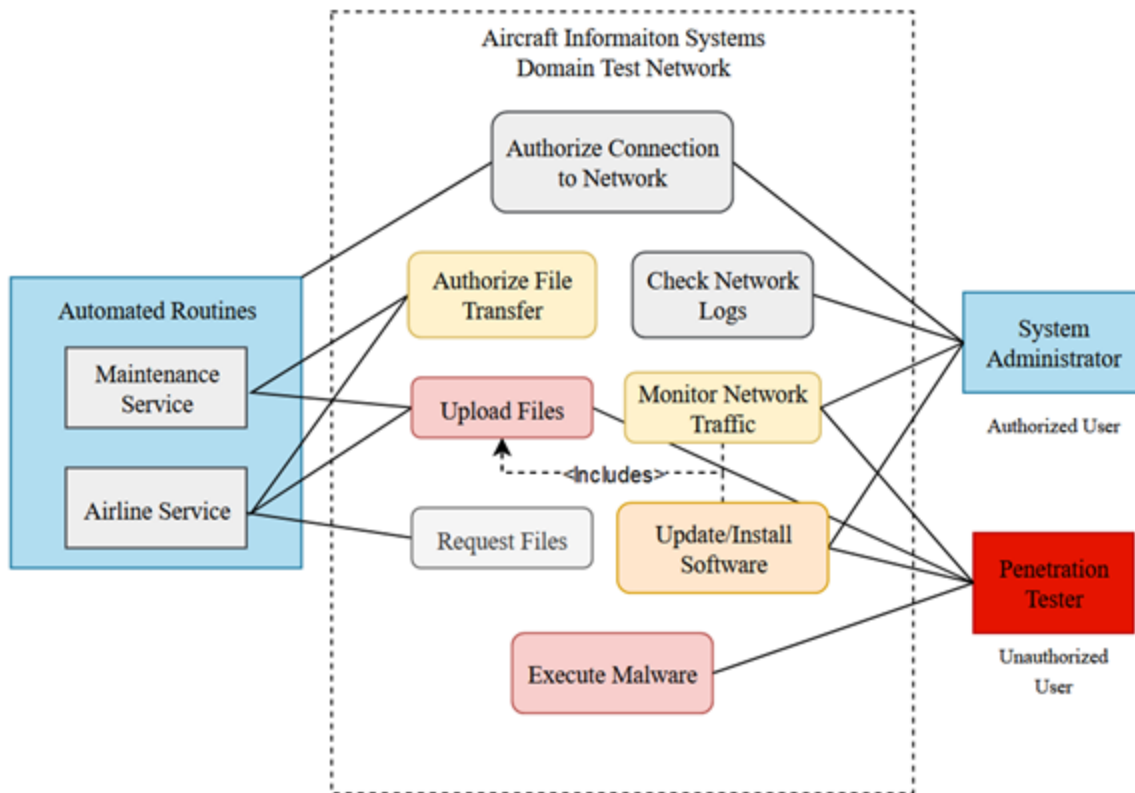 Aircraft Informaiton Systems
Domain Test Network
Authorize Connection
to Network
Automated Routines
Maintenance
Service
Airline Service
Authorize File
Transfer
Check Network
Logs
Upload Files
Monitor Network
Traffic
<Includes>
Request Files
Update/Install
Software
Execute Malware
System
Administrator
Authorized User
Penetration
Tester
Unauthorized
User